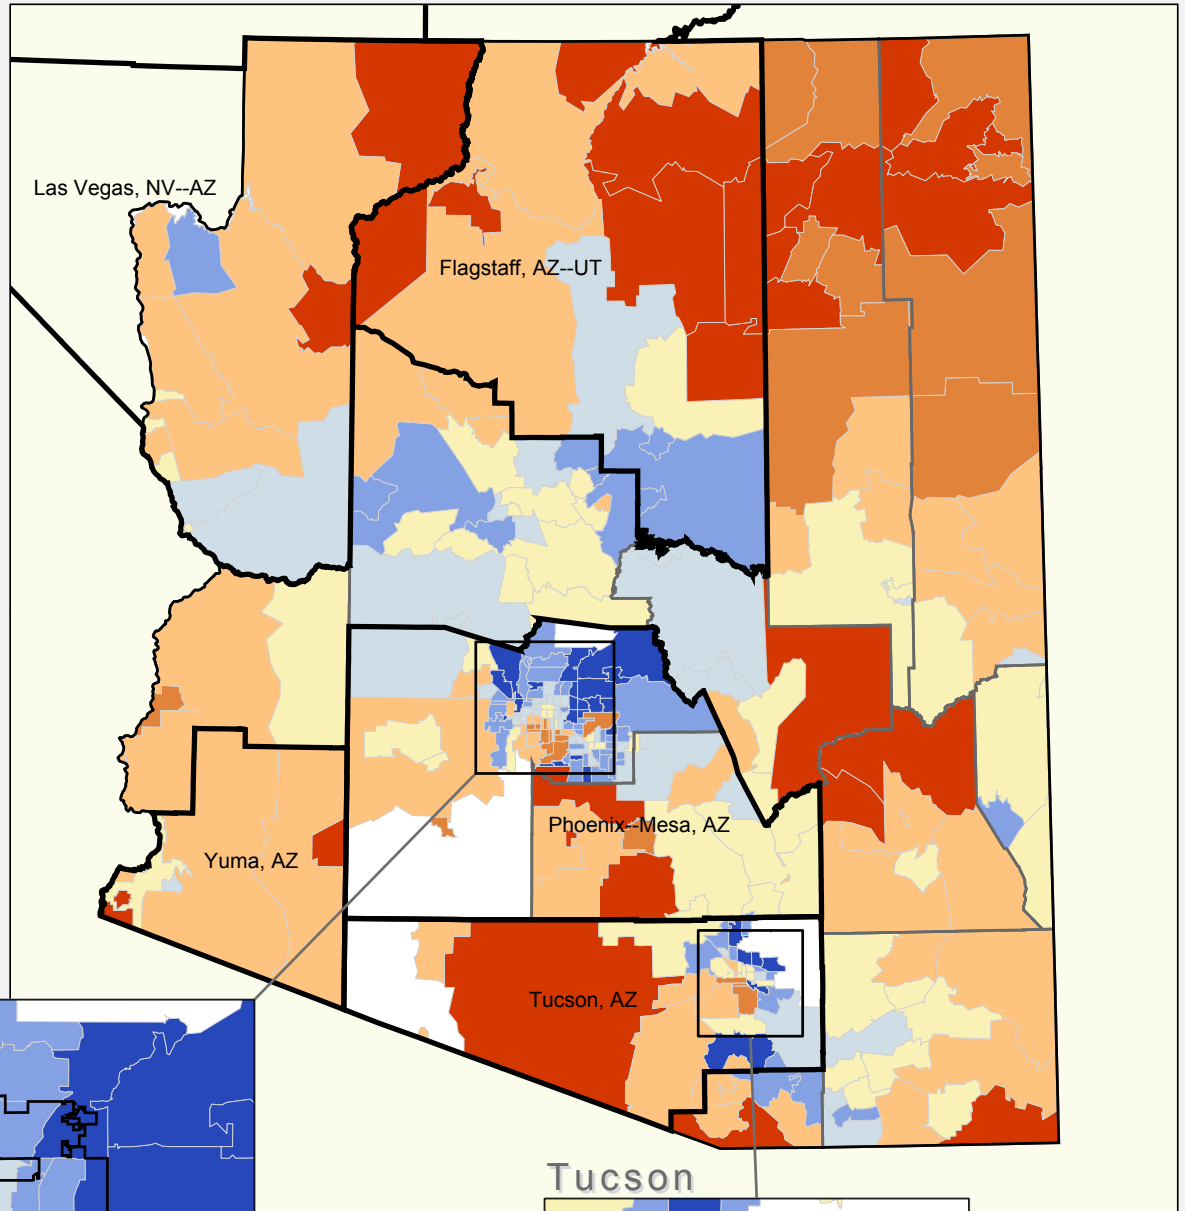 Las Vegas, NV--AZ
Flagstaff, AZ--UT
Phoenix--Mesa, AZ
Yuma, AZ
Tucson, AZ
Tucson